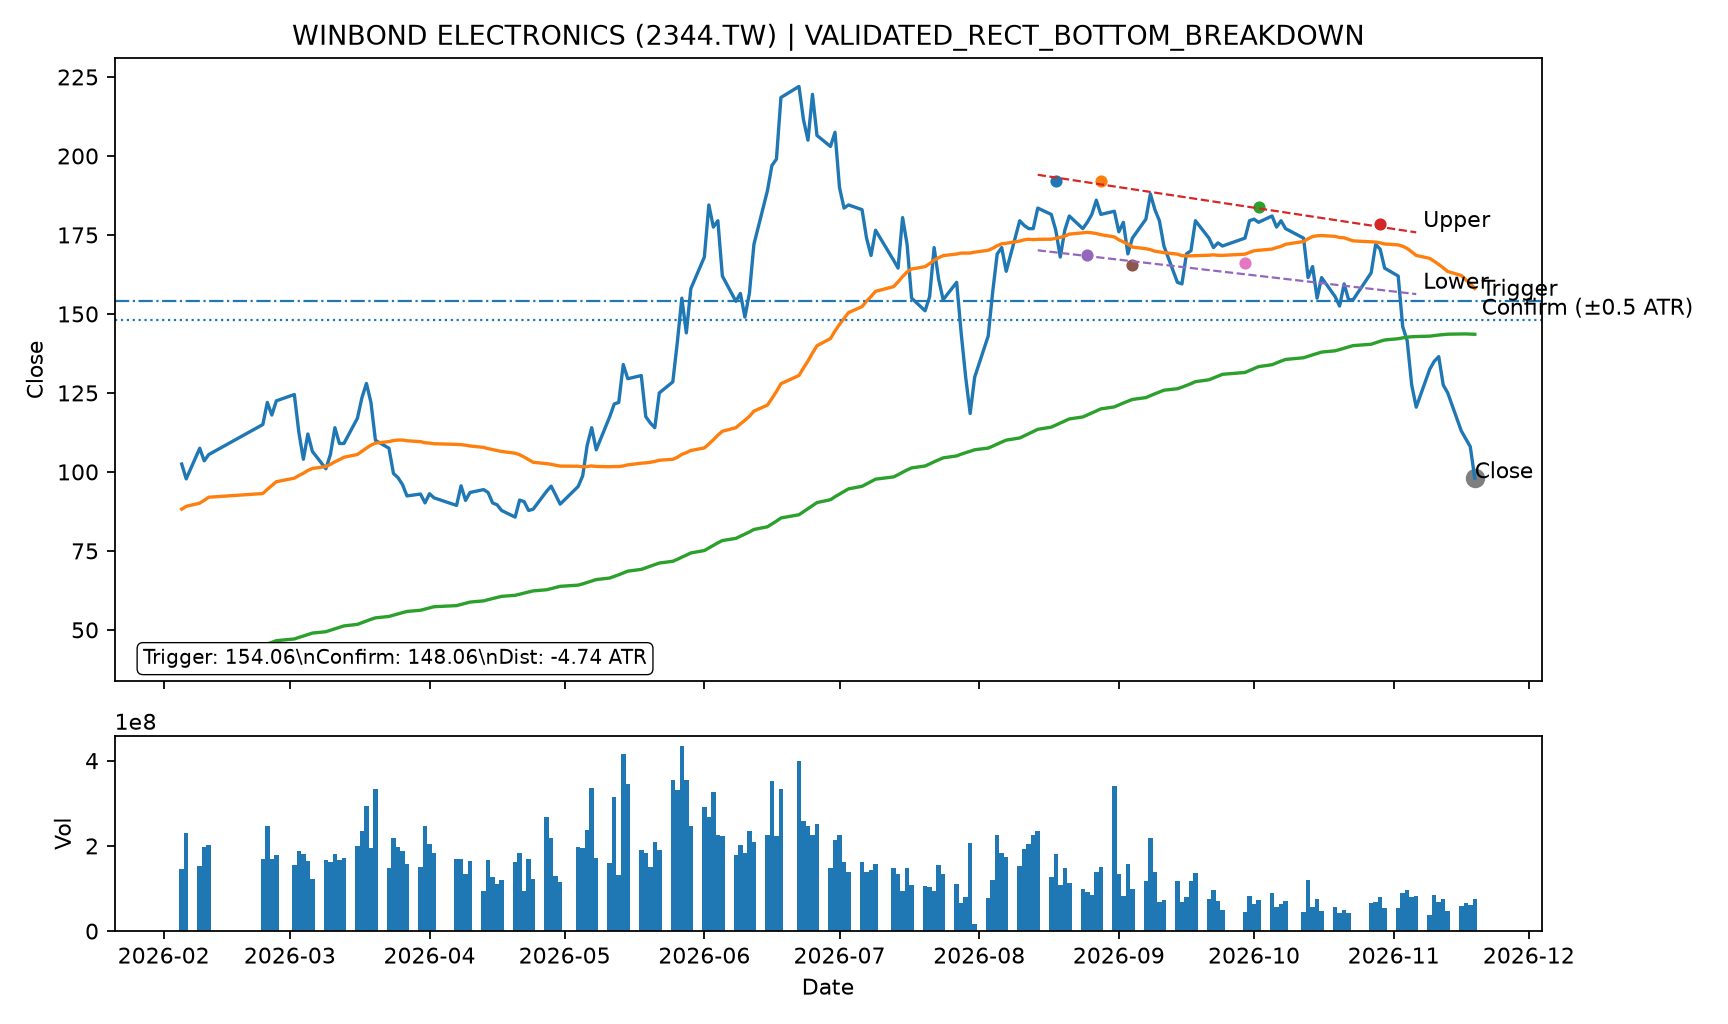 WINBOND ELECTRONICS (2344.TW) | VALIDATED_RECT_BOTTOM_BREAKDOWN
225
200
175
150
125
100
75
50
Close
Upper
Lower
Trigger
Confirm (±0.5 ATR)
Close
Trigger: 154.06\nConfirm: 148.06\nDist: -4.74 ATR
1e8
4
2
0
Vol
2026-02 2026-03 2026-04 2026-05 2026-06 2026-07 2026-08 2026-09 2026-10 2026-11 2026-12
Date